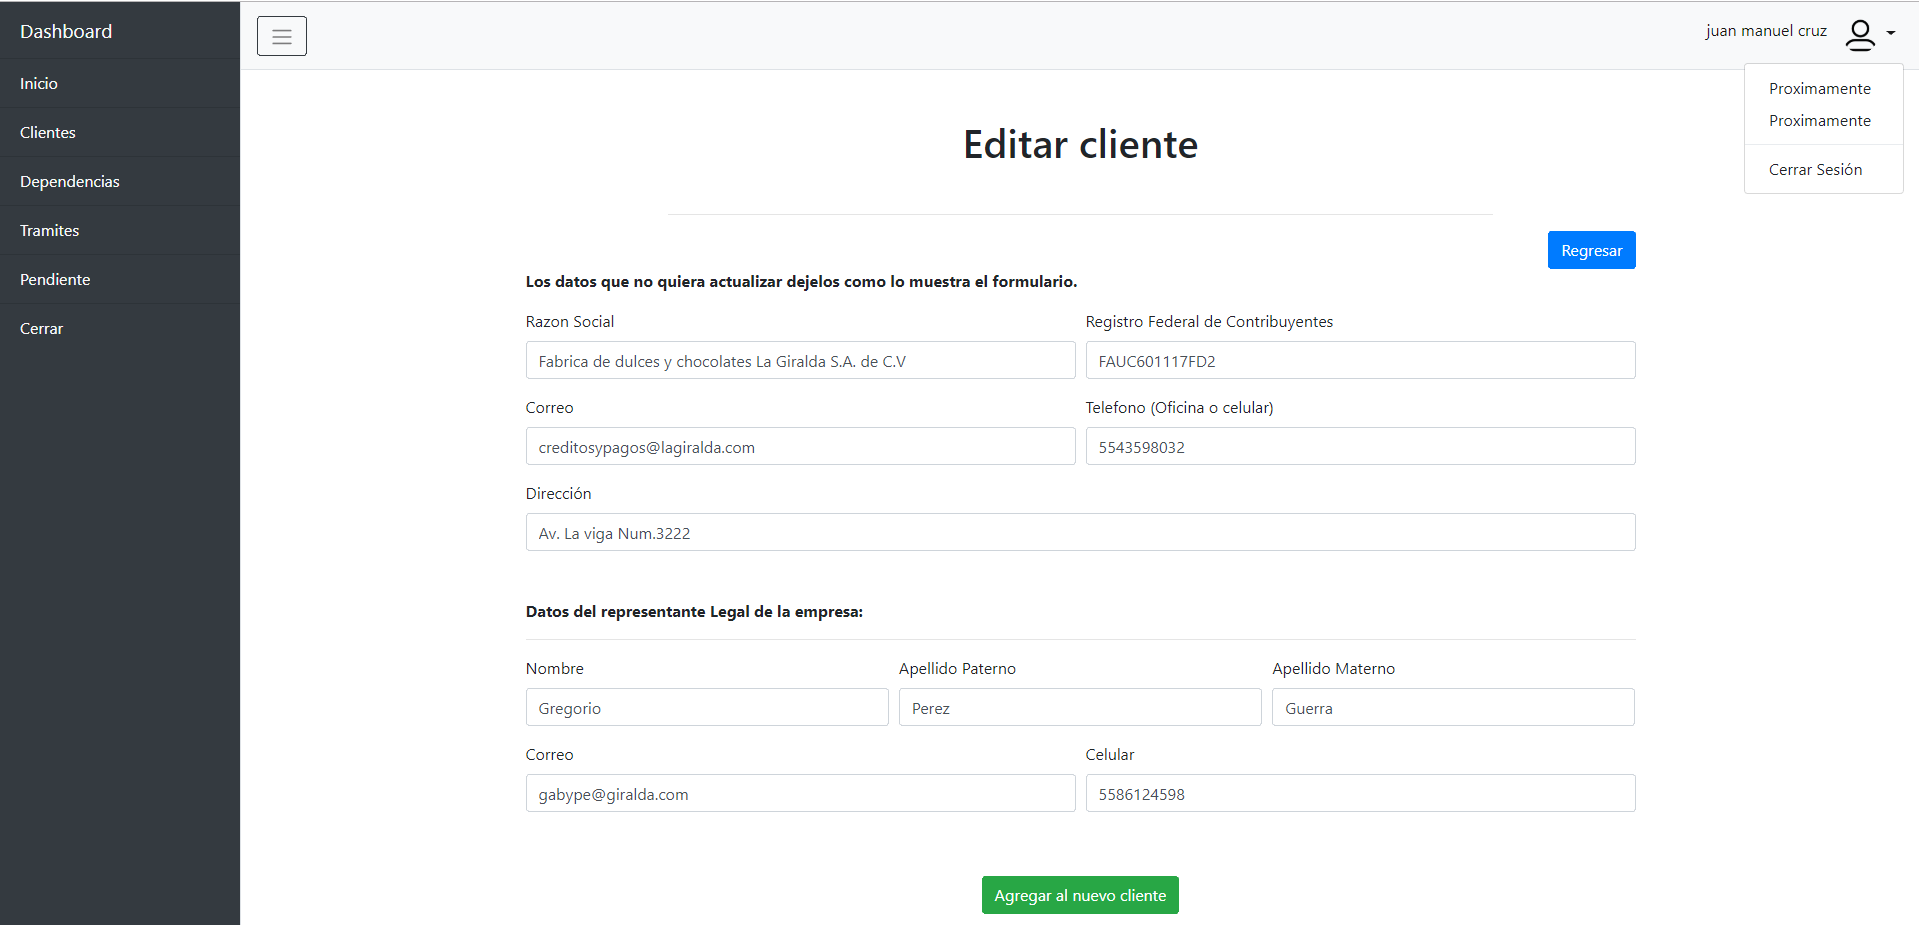 Dashboard
Inicio
Clientes
Dependencias
Tramites
Pendiente
Cerrar
juan manuel cruz
Proximamente
Proximamente
Cerrar Sesión
Editar cliente
Regresar
Los datos que no quiera actualizar dejelos como lo muestra el formulario.
Razon Social
Registro Federal de Contribuyentes
Fabrica de dulces y chocolates La Giralda S.A. de C.V
FAUC601117FD2
Correo
Telefono (Oficina o celular)
creditosypagos@lagiralda.com
5543598032
Dirección
Av. La viga Num.3222
Datos del representante Legal de la empresa:
Nombre
Apellido Paterno
Apellido Materno
Gregorio
Perez
Guerra
Correo
Celular
gabype@giralda.com
5586124598
Agregar al nuevo cliente